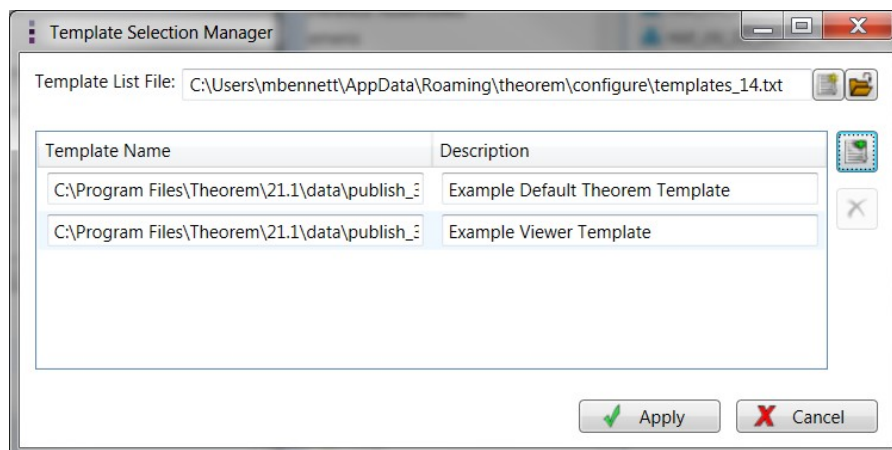 Template Selection Manager
Template List File: C:\Users\mbennett\AppData\Roaming\theorem\configure\templates_14.txt
Template Name Description
C:\Program Files\Theorem\21.1\data\publish_3 Example Default Theorem Template
C:\Program Files\Theorem\21.1\data\publish_3 Example Viewer Template
Apply Cancel